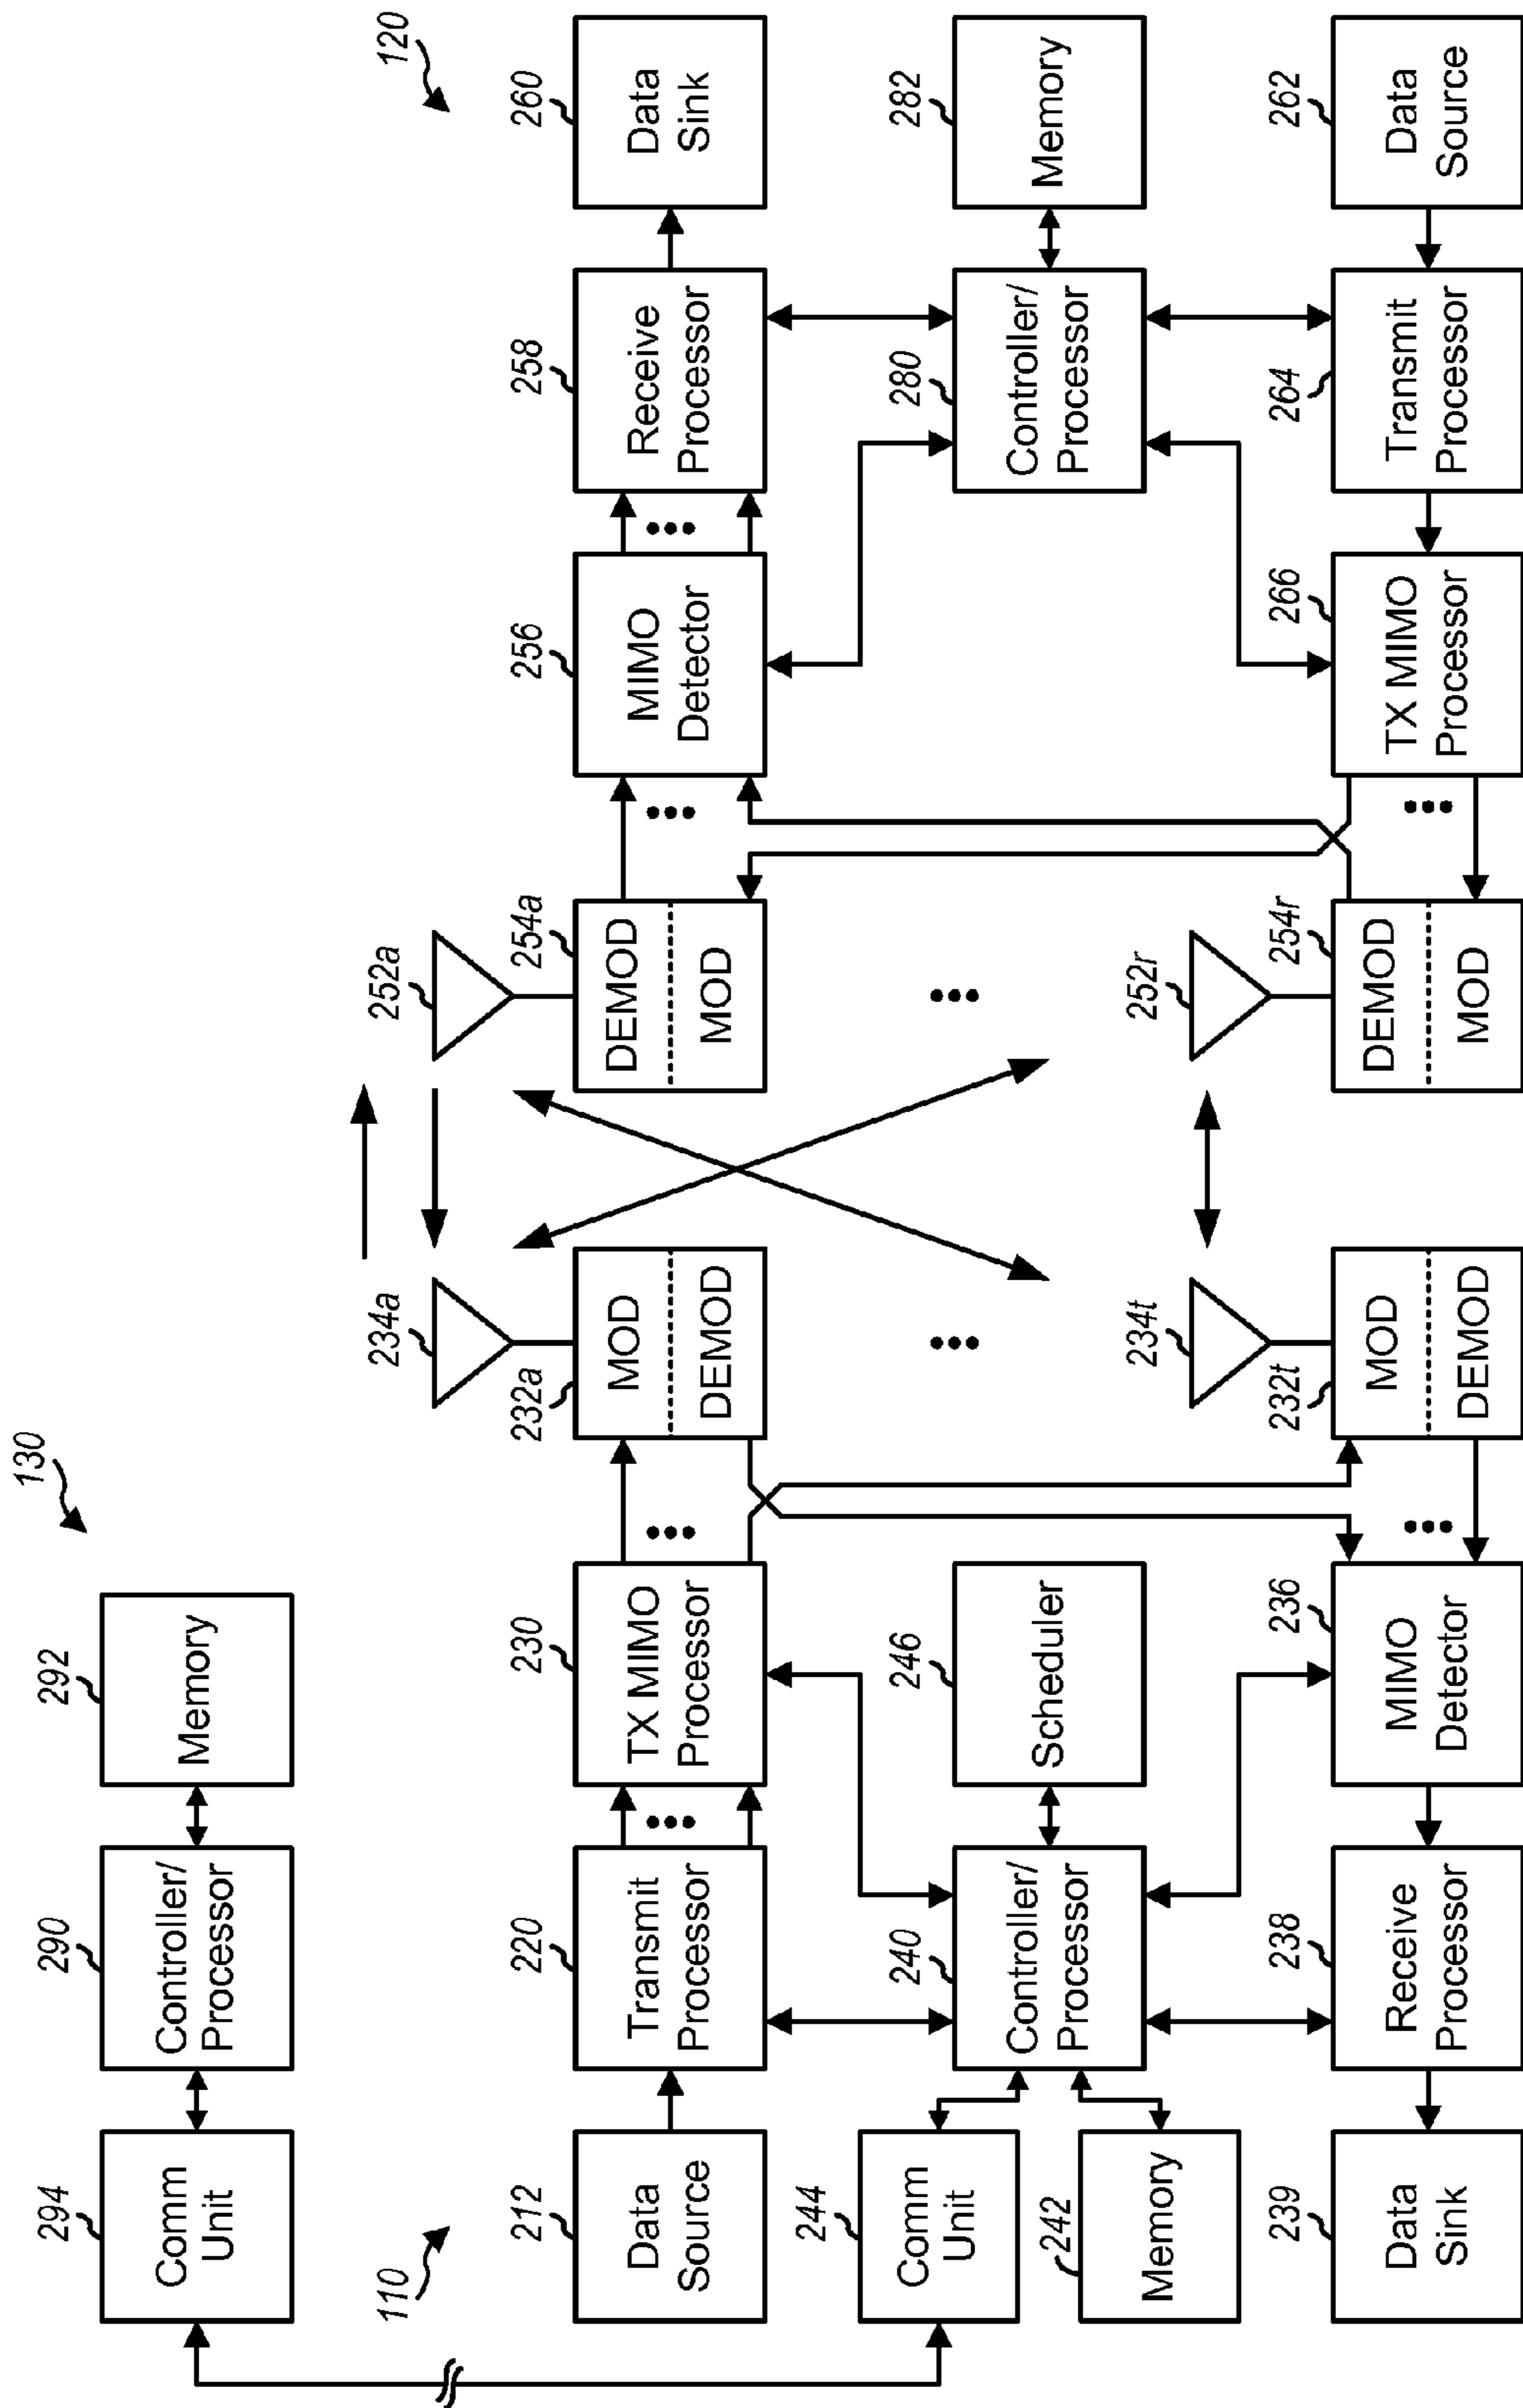 130
294
290
292
Comm
Unit
Controller/
Processor
Memory
110
120
234a
252a
212
220
230
232a
254a
256
258
260
Data
Source
Transmit
Processor
TX MIMO
Processor
MOD
DEMOD
DEMOD
MOD
MIMO
Detector
Receive
Processor
Data
Sink
244
240
246
280
282
Comm
Unit
242
Memory
Controller/
Processor
Scheduler
Controller/
Processor
Memory
234t
252r
239
238
236
232t
254r
266
264
262
Data
Sink
Receive
Processor
MIMO
Detector
MOD
DEMOD
DEMOD
MOD
TX MIMO
Processor
Transmit
Processor
Data
Source